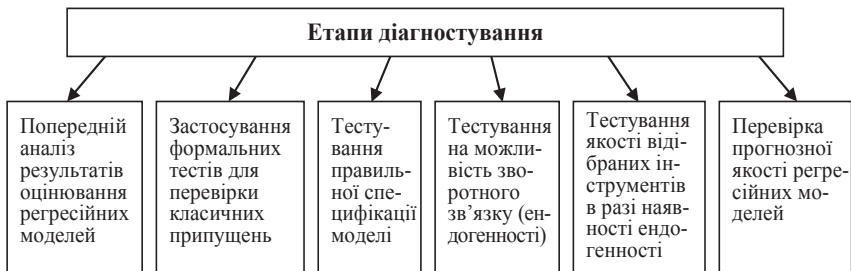 Етапи діагностування
Попередній
аналіз
результатів
оцінювання
регресійних
моделей
Застосування
формальних
тестів для
перевірки
класичних
припущень
Тесту-
вання
правиль-
ної спе-
цифікації
моделі
Тестування
на можли-
вість зво-
ротного
зв’язку (ен-
догенності)
Тестування
якості віді-
браних ін-
струментів
в разі наяв-
ності ендо-
генності
Перевірка
прогнозної
якості регре-
сійних мо-
делей